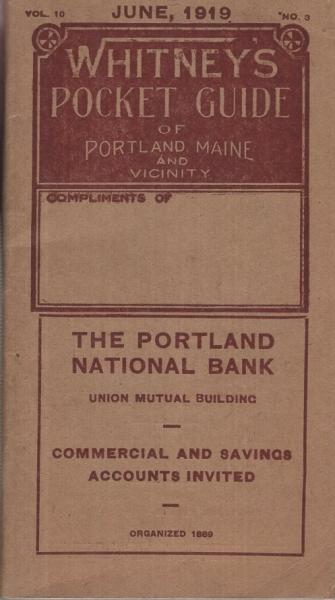 VOL. 10 JUNE, 1919 NO. 3
WHITNEY'S
POCKET GUIDE
OF
PORTLAND, MAINE
AND
VICINITY
COMPLIMENTS OF
THE PORTLAND
NATIONAL BANK
UNION MUTUAL BUILDING
COMMERCIAL AND SAVINGS
ACCOUNTS INVITED
ORGANIZED 1889